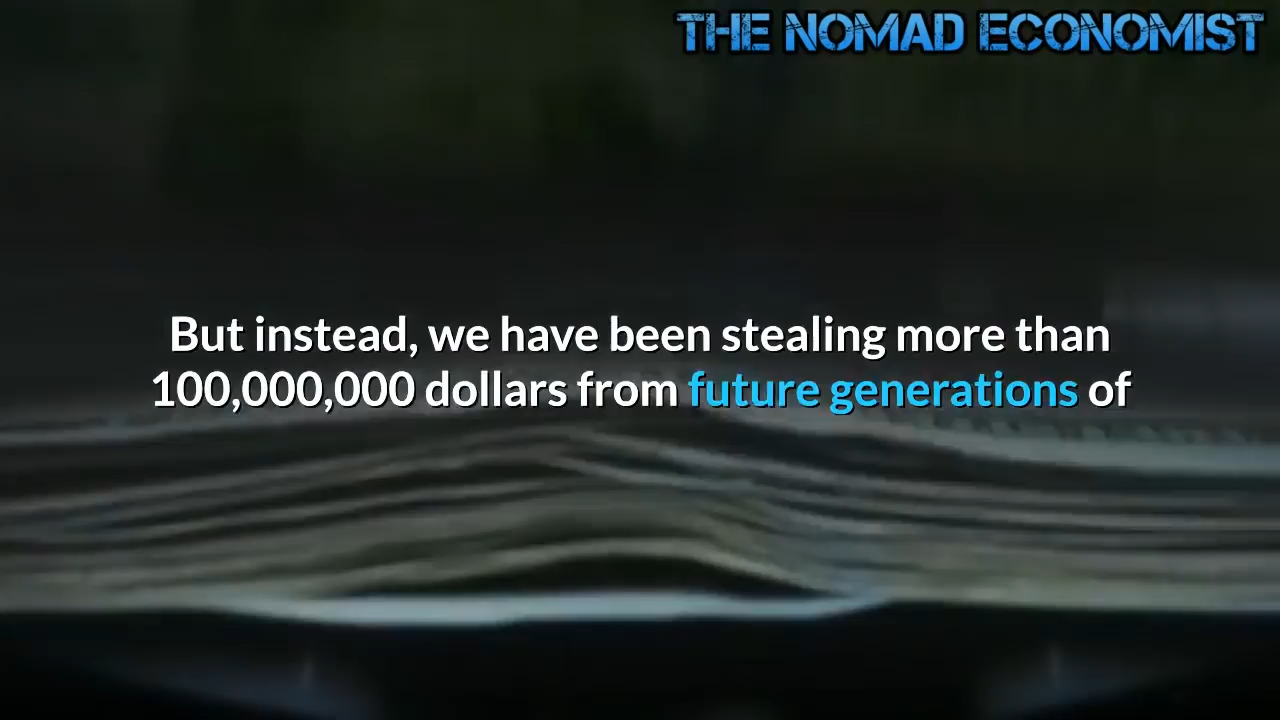 THE NOMAD ECONOMIST
But instead, we have been stealing more than
100,000,000 dollars from future generations of